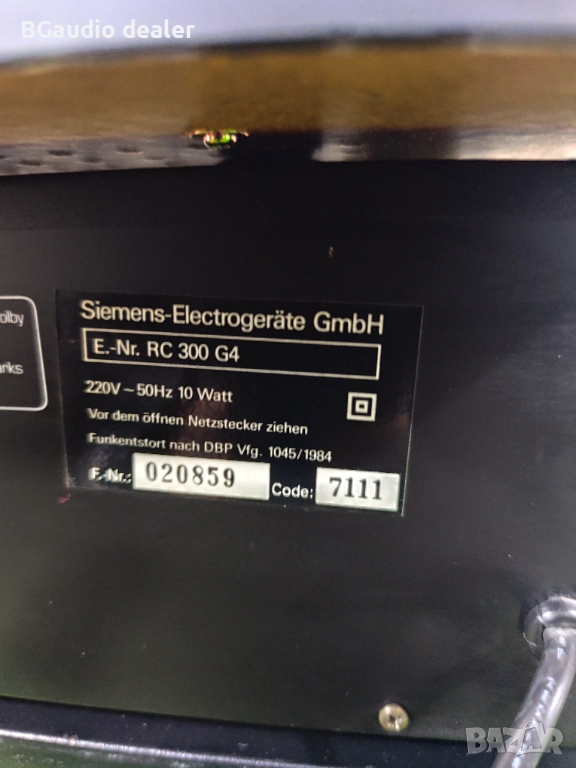 BGaudio dealer
olby
arks
Siemens-Electrogeräte GmbH
E.-Nr. RC 300 G4
220V ~ 50Hz 10 Watt
Vor dem öffnen Netzstecker ziehen
Funkentstort nach DBP Vfg. 1045/1984
F.-Nr.: 020859 Code: 7111
BAZAR